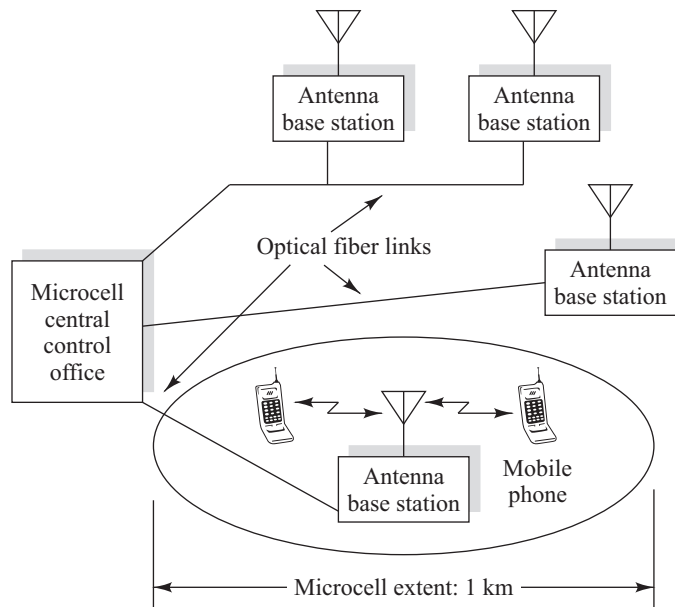 Antenna
base station
Antenna
base station
Antenna
base station
Optical fiber links
Microcell
central
control
office
Antenna
base station
Mobile
phone
Microcell extent: 1 km